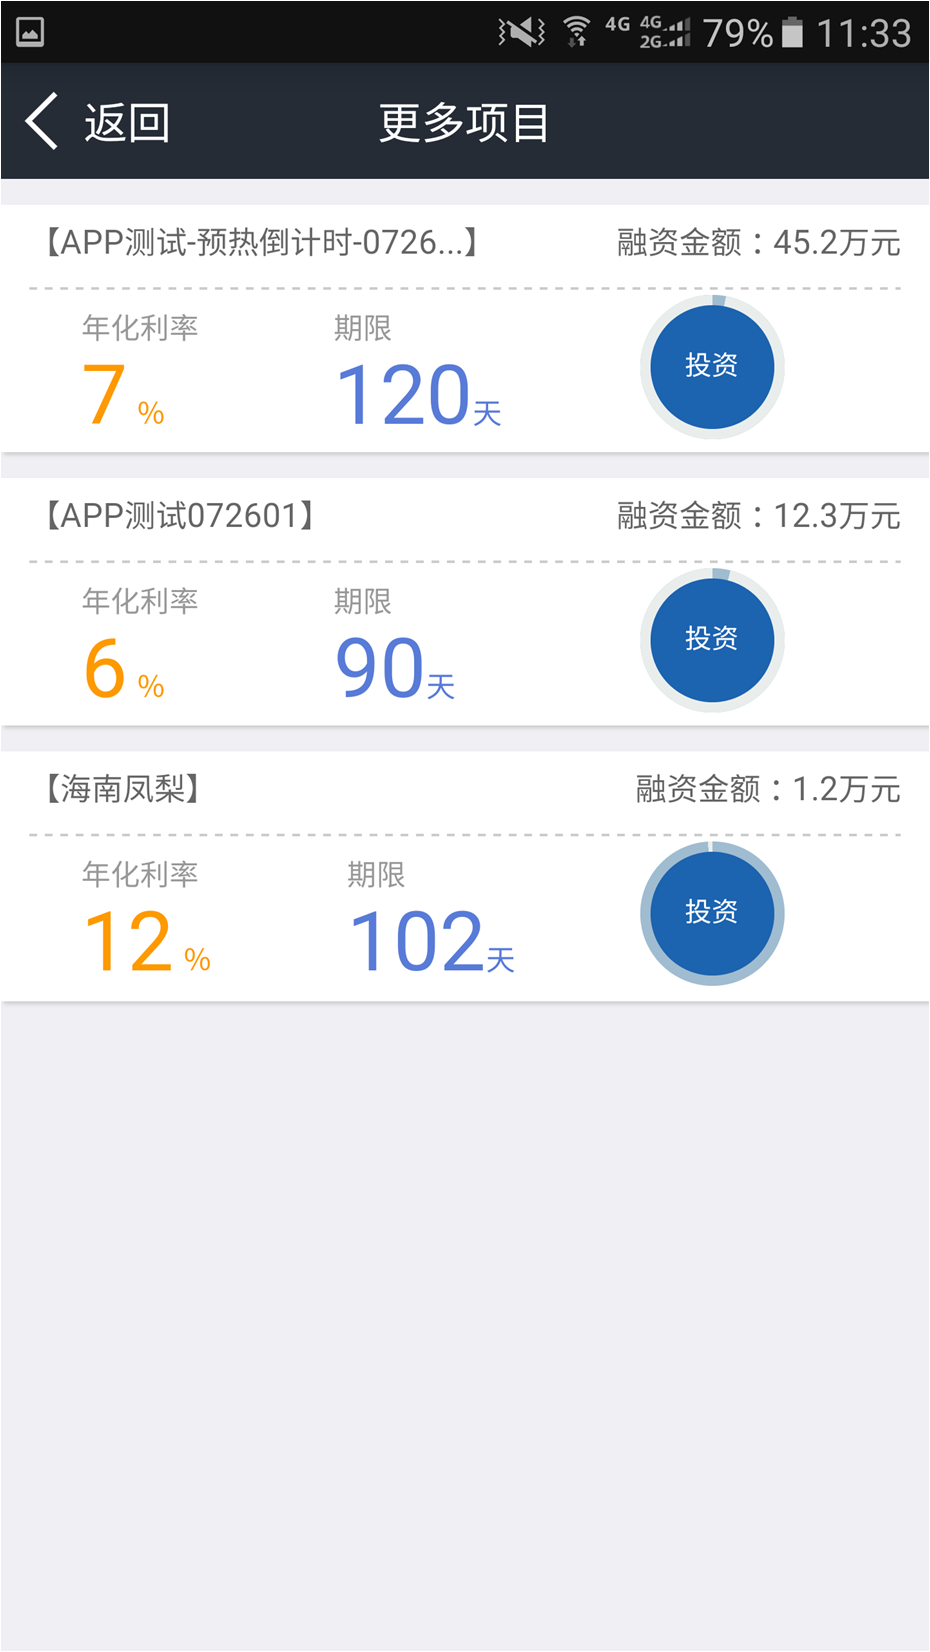 4G 4G 2G 79% 11:33
返回 更多项目
【APP测试-预热倒计时-0726...】 融资金额：45.2万元
年化利率 期限
7% 120天 投资
【APP测试072601】 融资金额：12.3万元
年化利率 期限
6% 90天 投资
【海南凤梨】 融资金额：1.2万元
年化利率 期限
12% 102天 投资